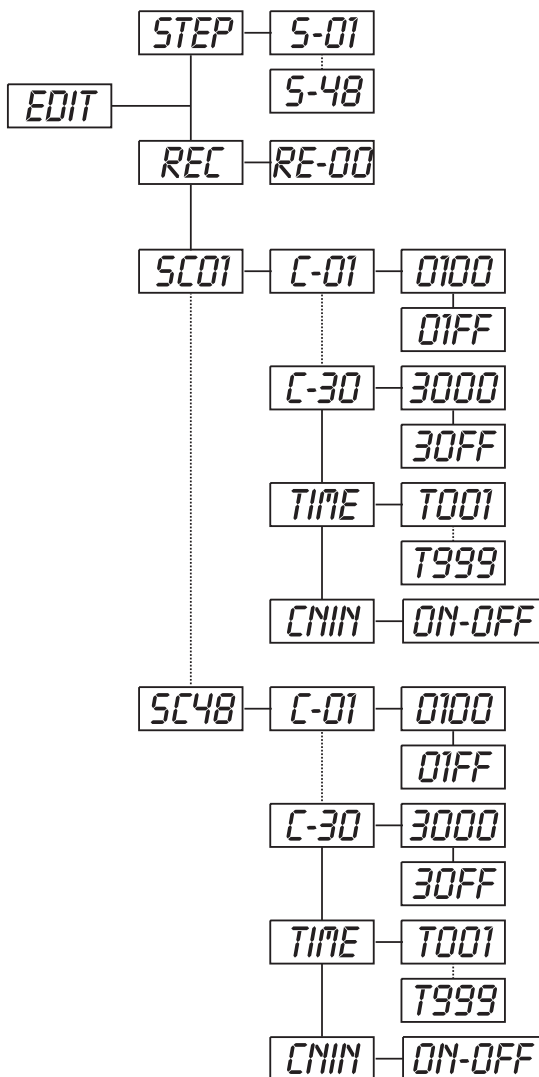 STEP S-01
S-48
EDIT
REC RE-00
SC01 C-01 0100
01FF
C-30 3000
30FF
TIME T001
T999
CNIN ON-OFF
SC48 C-01 0100
01FF
C-30 3000
30FF
TIME T001
T999
CNIN ON-OFF